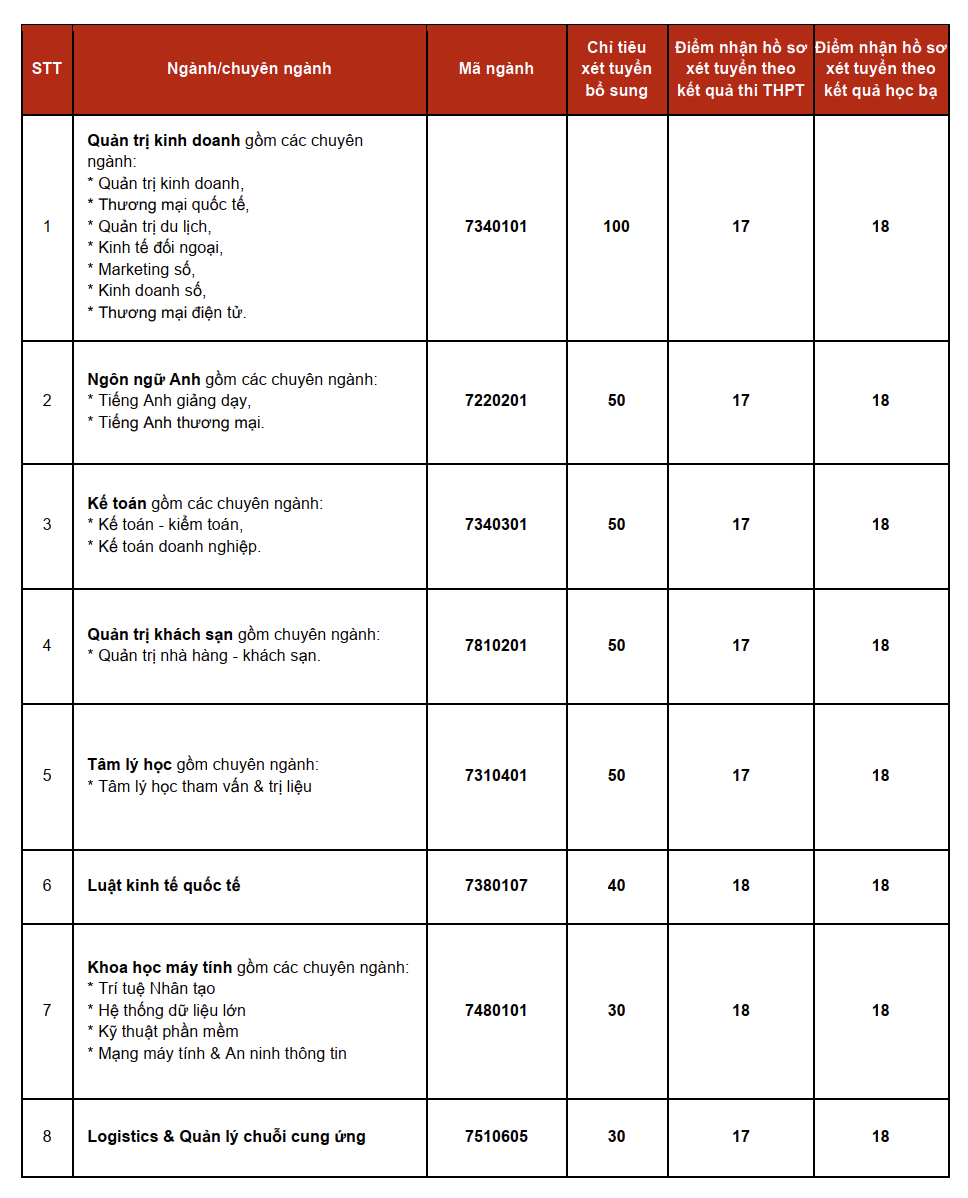 STT
Ngành/chuyên ngành
Mã ngành
Chỉ tiêu
xét tuyển
bổ sung
Điểm nhận hồ sơ
xét tuyển theo
kết quả thi THPT
Điểm nhận hồ sơ
xét tuyển theo
kết quả học bạ
1
Quản trị kinh doanh gồm các chuyên
ngành:
* Quản trị kinh doanh,
* Thương mại quốc tế,
* Quản trị du lịch,
* Kinh tế đối ngoại,
* Marketing số,
* Kinh doanh số,
* Thương mại điện tử.
7340101
100
17
18
2
Ngôn ngữ Anh gồm các chuyên ngành:
* Tiếng Anh giảng dạy,
* Tiếng Anh thương mại.
7220201
50
17
18
3
Kế toán gồm các chuyên ngành:
* Kế toán - kiểm toán,
* Kế toán doanh nghiệp.
7340301
50
17
18
4
Quản trị khách sạn gồm chuyên ngành:
* Quản trị nhà hàng - khách sạn.
7810201
50
17
18
5
Tâm lý học gồm chuyên ngành:
* Tâm lý học tham vấn & trị liệu
7310401
50
17
18
6
Luật kinh tế quốc tế
7380107
40
18
18
7
Khoa học máy tính gồm các chuyên ngành:
* Trí tuệ Nhân tạo
* Hệ thống dữ liệu lớn
* Kỹ thuật phần mềm
* Mạng máy tính & An ninh thông tin
7480101
30
18
18
8
Logistics & Quản lý chuỗi cung ứng
7510605
30
17
18